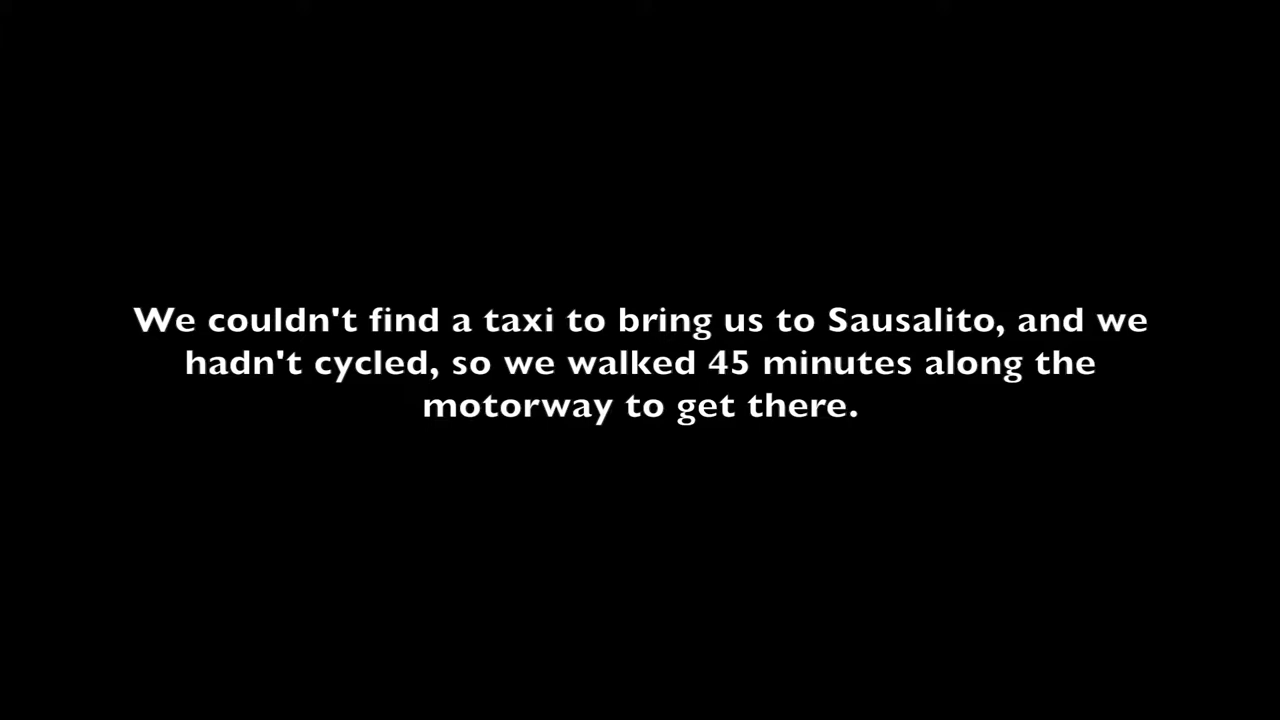 We couldn't find a taxi to bring us to Sausalito, and we
hadn't cycled, so we walked 45 minutes along the
motorway to get there.